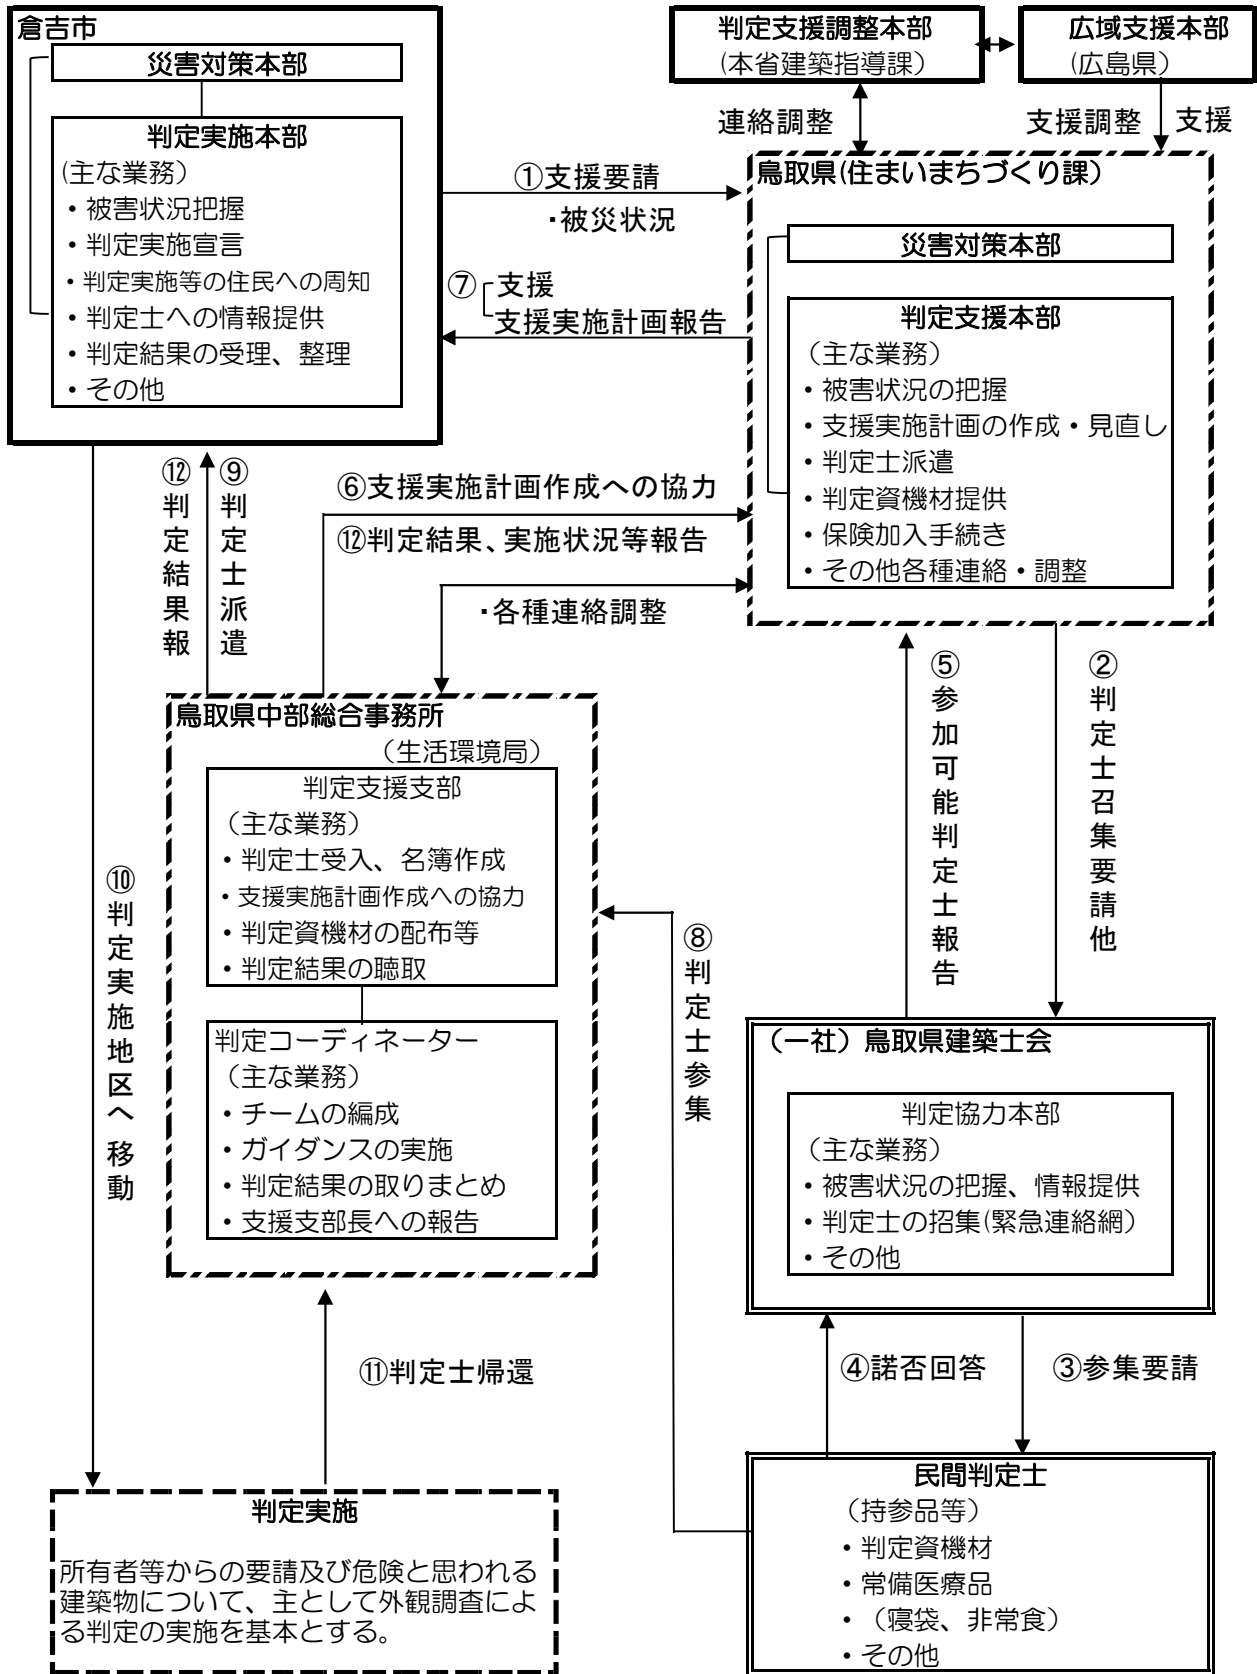 倉吉市
災害対策本部
判定実施本部
(主な業務）
・被害状況把握
・判定実施宣言
・判定実施等の住民への周知
・判定士への情報提供
・判定結果の受理、整理
・その他
判定支援調整本部
(本省建築指導課）
広域支援本部
(広島県）
連絡調整
支援調整
支援
①支援要請
・被災状況
⑦支援
支援実施計画報告
鳥取県(住まいまちづくり課）
災害対策本部
判定支援本部
（主な業務）
・被害状況の把握
・支援実施計画の作成・見直し
・判定士派遣
・判定資機材提供
・保険加入手続き
・その他各種連絡・調整
⑫判定結果報
⑨判定士派遣
⑥支援実施計画作成への協力
⑫判定結果、実施状況等報告
・各種連絡調整
⑤参加可能判定士報告
②判定士召集要請他
鳥取県中部総合事務所
（生活環境局）
判定支援支部
（主な業務）
・判定士受入、名簿作成
・支援実施計画作成への協力
・判定資機材の配布等
・判定結果の聴取
判定コーディネーター
（主な業務）
・チームの編成
・ガイダンスの実施
・判定結果の取りまとめ
・支援支部長への報告
⑩判定実施地区へ移動
⑧判定士参集
（一社）鳥取県建築士会
判定協力本部
（主な業務）
・被害状況の把握、情報提供
・判定士の招集(緊急連絡網）
・その他
⑪判定士帰還
④諾否回答
③参集要請
判定実施
所有者等からの要請及び危険と思われる
建築物について、主として外観調査によ
る判定の実施を基本とする。
民間判定士
（持参品等）
・判定資機材
・常備医療品
・（寝袋、非常食）
・その他